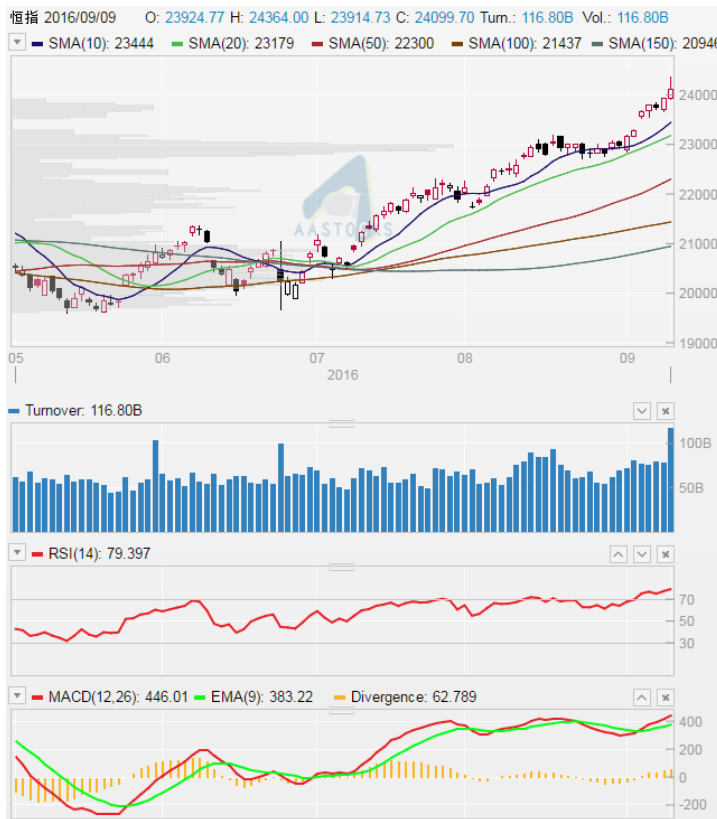 恒指 2016/09/09 O: 23924.77 H: 24364.00 L: 23914.73 C: 24099.70 Turn.: 116.80B Vol.: 116.80B
SMA(10): 23444 SMA(20): 23179 SMA(50): 22300 SMA(100): 21437 SMA(150): 20946
24000
23000
22000
AASTOCKS
21000
20000
19000
05 06 07 08 09
2016
Turnover: 116.80B
100B
50B
RSI(14): 79.397
70
50
30
MACD(12,26): 446.01 EMA(9): 383.22 Divergence: 62.789
400
200
0
-200